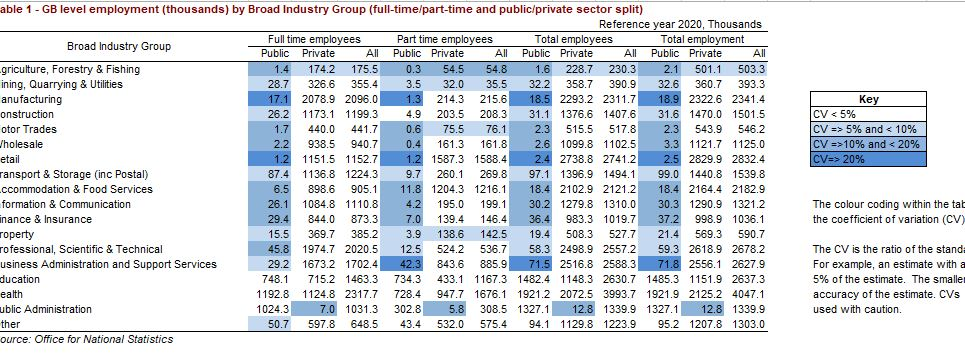 able 1 - GB level employment (thousands) by Broad Industry Group (full-time/part-time and public/private sector split)
Reference year 2020, Thousands
Broad Industry Group Full time employees Part time employees Total employees Total employment
Public Private All Public Private All Public Private All Public Private All
griculture, Forestry & Fishing 1.4 174.2 175.5 0.3 54.5 54.8 1.6 228.7 230.3 2.1 501.1 503.3
ining, Quarrying & Utilities 28.7 326.6 355.4 3.5 32.0 35.5 32.2 358.7 390.9 32.6 360.7 393.3
anufacturing 17.1 2078.9 2096.0 1.3 214.3 215.6 18.5 2293.2 2311.7 18.9 2322.6 2341.4
onstruction 26.2 1173.1 1199.3 4.9 203.5 208.3 31.1 1376.6 1407.6 31.6 1470.0 1501.5
otor Trades 1.7 440.0 441.7 0.6 75.5 76.1 2.3 515.5 517.8 2.3 543.9 546.2
holesale 2.2 938.5 940.7 0.4 161.3 161.8 2.6 1099.8 1102.5 3.3 1121.7 1125.0
etail 1.2 1151.5 1152.7 1.2 1587.3 1588.4 2.4 2738.8 2741.2 2.5 2829.9 2832.4
ransport & Storage (inc Postal) 87.4 1136.8 1224.3 9.7 260.1 269.8 97.1 1396.9 1494.1 99.0 1440.8 1539.8
ccommodation & Food Services 6.5 898.6 905.1 11.8 1204.3 1216.1 18.4 2102.9 2121.2 18.4 2164.4 2182.9
formation & Communication 26.1 1084.8 1110.8 4.2 195.0 199.1 30.2 1279.8 1310.0 30.3 1290.9 1321.2
inance & Insurance 29.4 844.0 873.3 7.0 139.4 146.4 36.4 983.3 1019.7 37.2 998.9 1036.1
roperty 15.5 369.7 385.2 3.9 138.6 142.5 19.4 508.3 527.7 21.4 569.3 590.7
rofessional, Scientific & Technical 45.8 1974.7 2020.5 12.5 524.2 536.7 58.3 2498.9 2557.2 59.3 2618.9 2678.2
usiness Administration and Support Services 29.2 1673.2 1702.4 42.3 843.6 885.9 71.5 2516.8 2588.3 71.8 2556.1 2627.9
ducation 748.1 715.2 1463.3 734.3 433.1 1167.3 1482.4 1148.3 2630.7 1485.3 1151.9 2637.3
ealth 1192.8 1124.8 2317.7 728.4 947.7 1676.1 1921.2 2072.5 3993.7 1921.9 2125.2 4047.1
ublic Administration 1024.3 7.0 1031.3 302.8 5.8 308.5 1327.1 12.8 1339.9 1327.1 12.8 1339.9
ther 50.7 597.8 648.5 43.4 532.0 575.4 94.1 1129.8 1223.9 95.2 1207.8 1303.0
ource: Office for National Statistics
Key
CV < 5%
CV => 5% and < 10%
CV =>10% and < 20%
CV=> 20%
The colour coding within the tab
the coefficient of variation (CV)
The CV is the ratio of the standa
For example, an estimate with a
5% of the estimate. The smaller
accuracy of the estimate. CVs
used with caution.